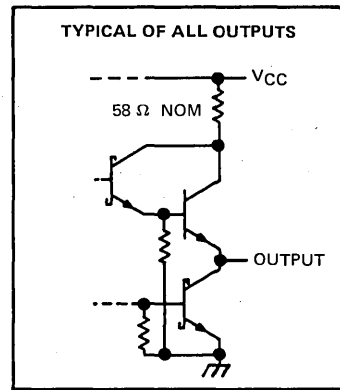 TYPICAL OF ALL OUTPUTS
VCC
58 Ω NOM
OUTPUT